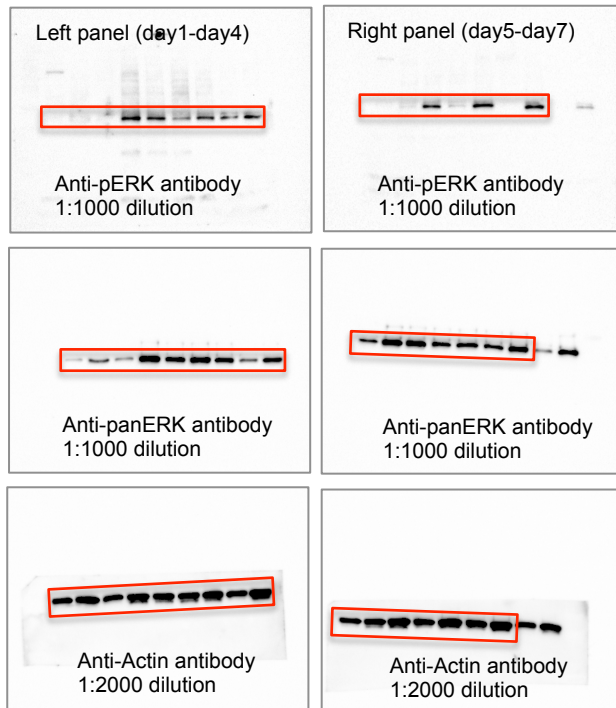 Left panel (day1-day4)
Anti-pERK antibody
1:1000 dilution
Right panel (day5-day7)
Anti-pERK antibody
1:1000 dilution
Anti-panERK antibody
1:1000 dilution
Anti-panERK antibody
1:1000 dilution
Anti-Actin antibody
1:2000 dilution
Anti-Actin antibody
1:2000 dilution